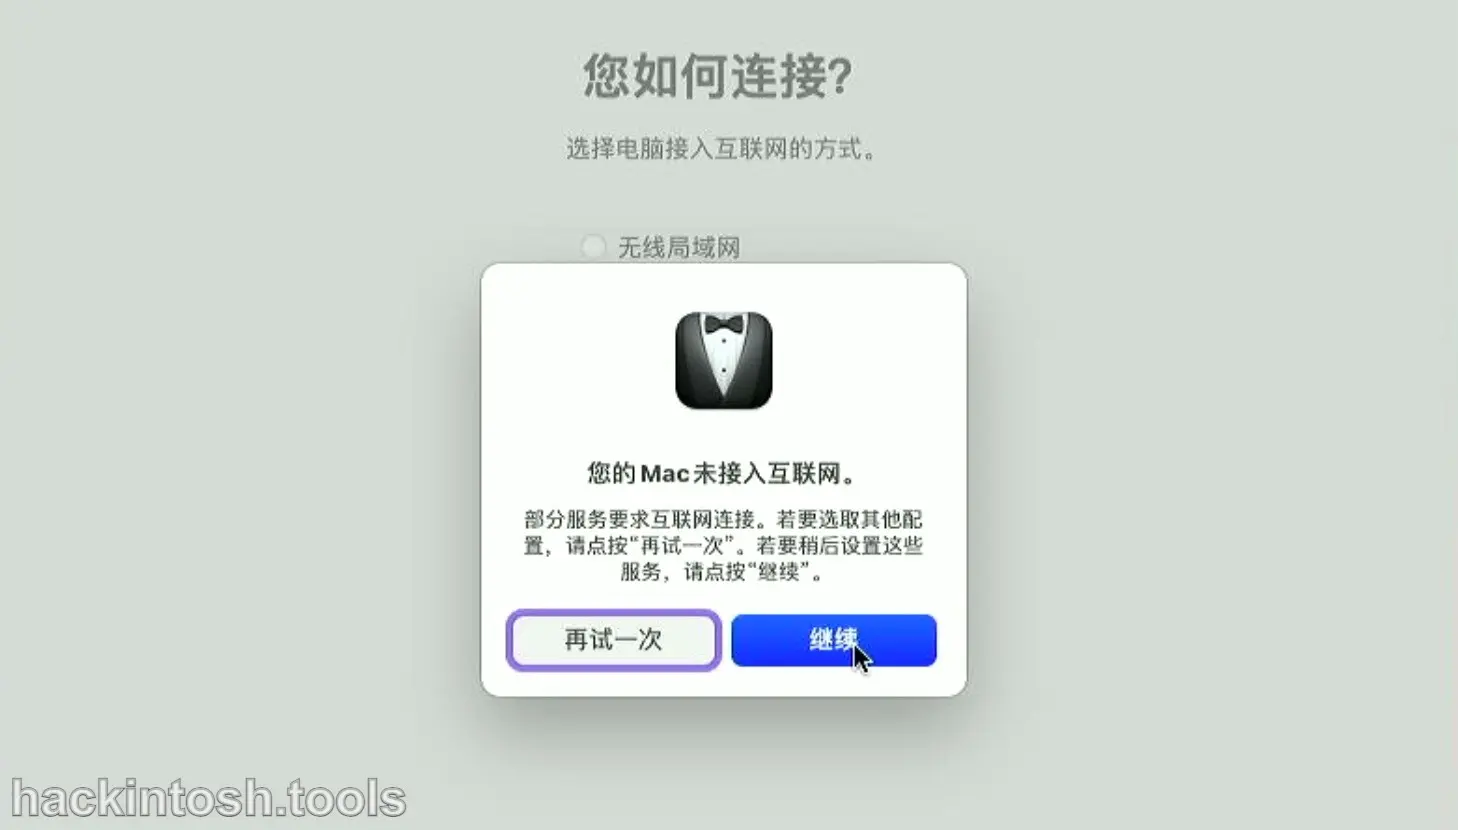 您如何连接?
选择电脑接入互联网的方式。
无线局域网
您的Mac未接入互联网。
部分服务要求互联网连接。若要选取其他配
置，请点按“再试一次”。若要稍后设置这些
服务，请点按“继续”。
再试一次
继续
hackintosh.tools